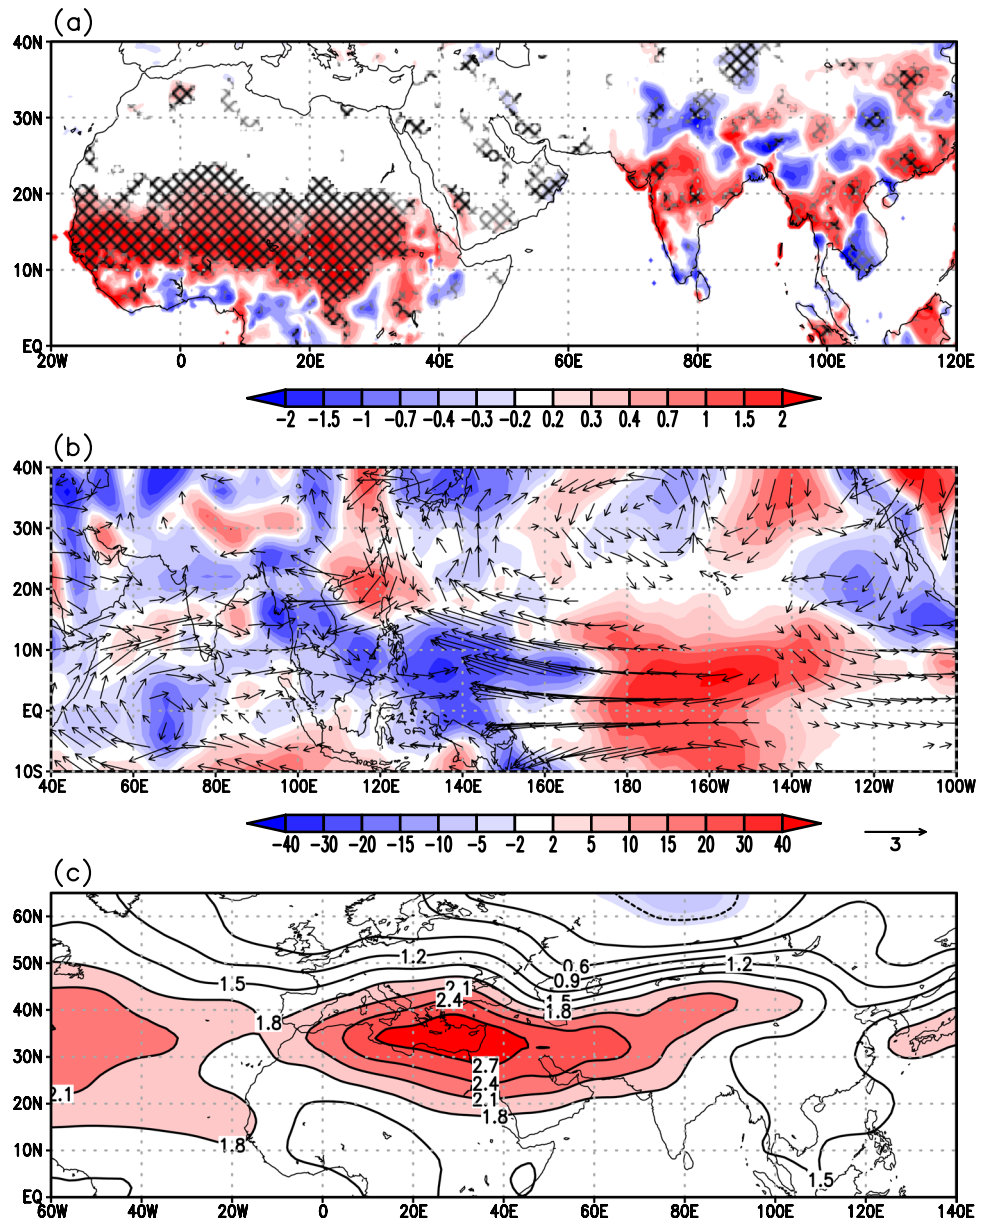 (a)
40N
30N
20N
10N
EQ
20W 0 20E 40E 60E 80E 100E 120E
-2 -1.5 -1 -0.7 -0.4 -0.3 -0.2 0.2 0.3 0.4 0.7 1 1.5 2
(b)
40N
30N
20N
10N
EQ
10S
40E 60E 80E 100E 120E 140E 160E 180 160W 140W 120W 100W
-40 -30 -20 -15 -10 -5 -2 2 5 10 15 20 30 40
3
(c)
60N
50N
40N
30N
20N
10N
EQ
1.2 0.6 1.2
1.5 2.1 0.9
2.4 1.5
1.8 1.8
2.7
2.4
2.1 2.1
1.8
1.8
1.5
60W 40W 20W 0 20E 40E 60E 80E 100E 120E 140E